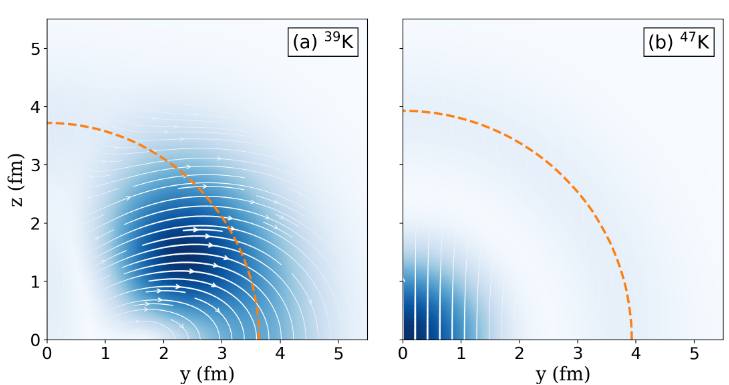 (a) ³⁹K
(b) ⁴⁷K
5
4
3
2
1
0
z (fm)
0 1 2 3 4 5
0 1 2 3 4 5
y (fm)
y (fm)